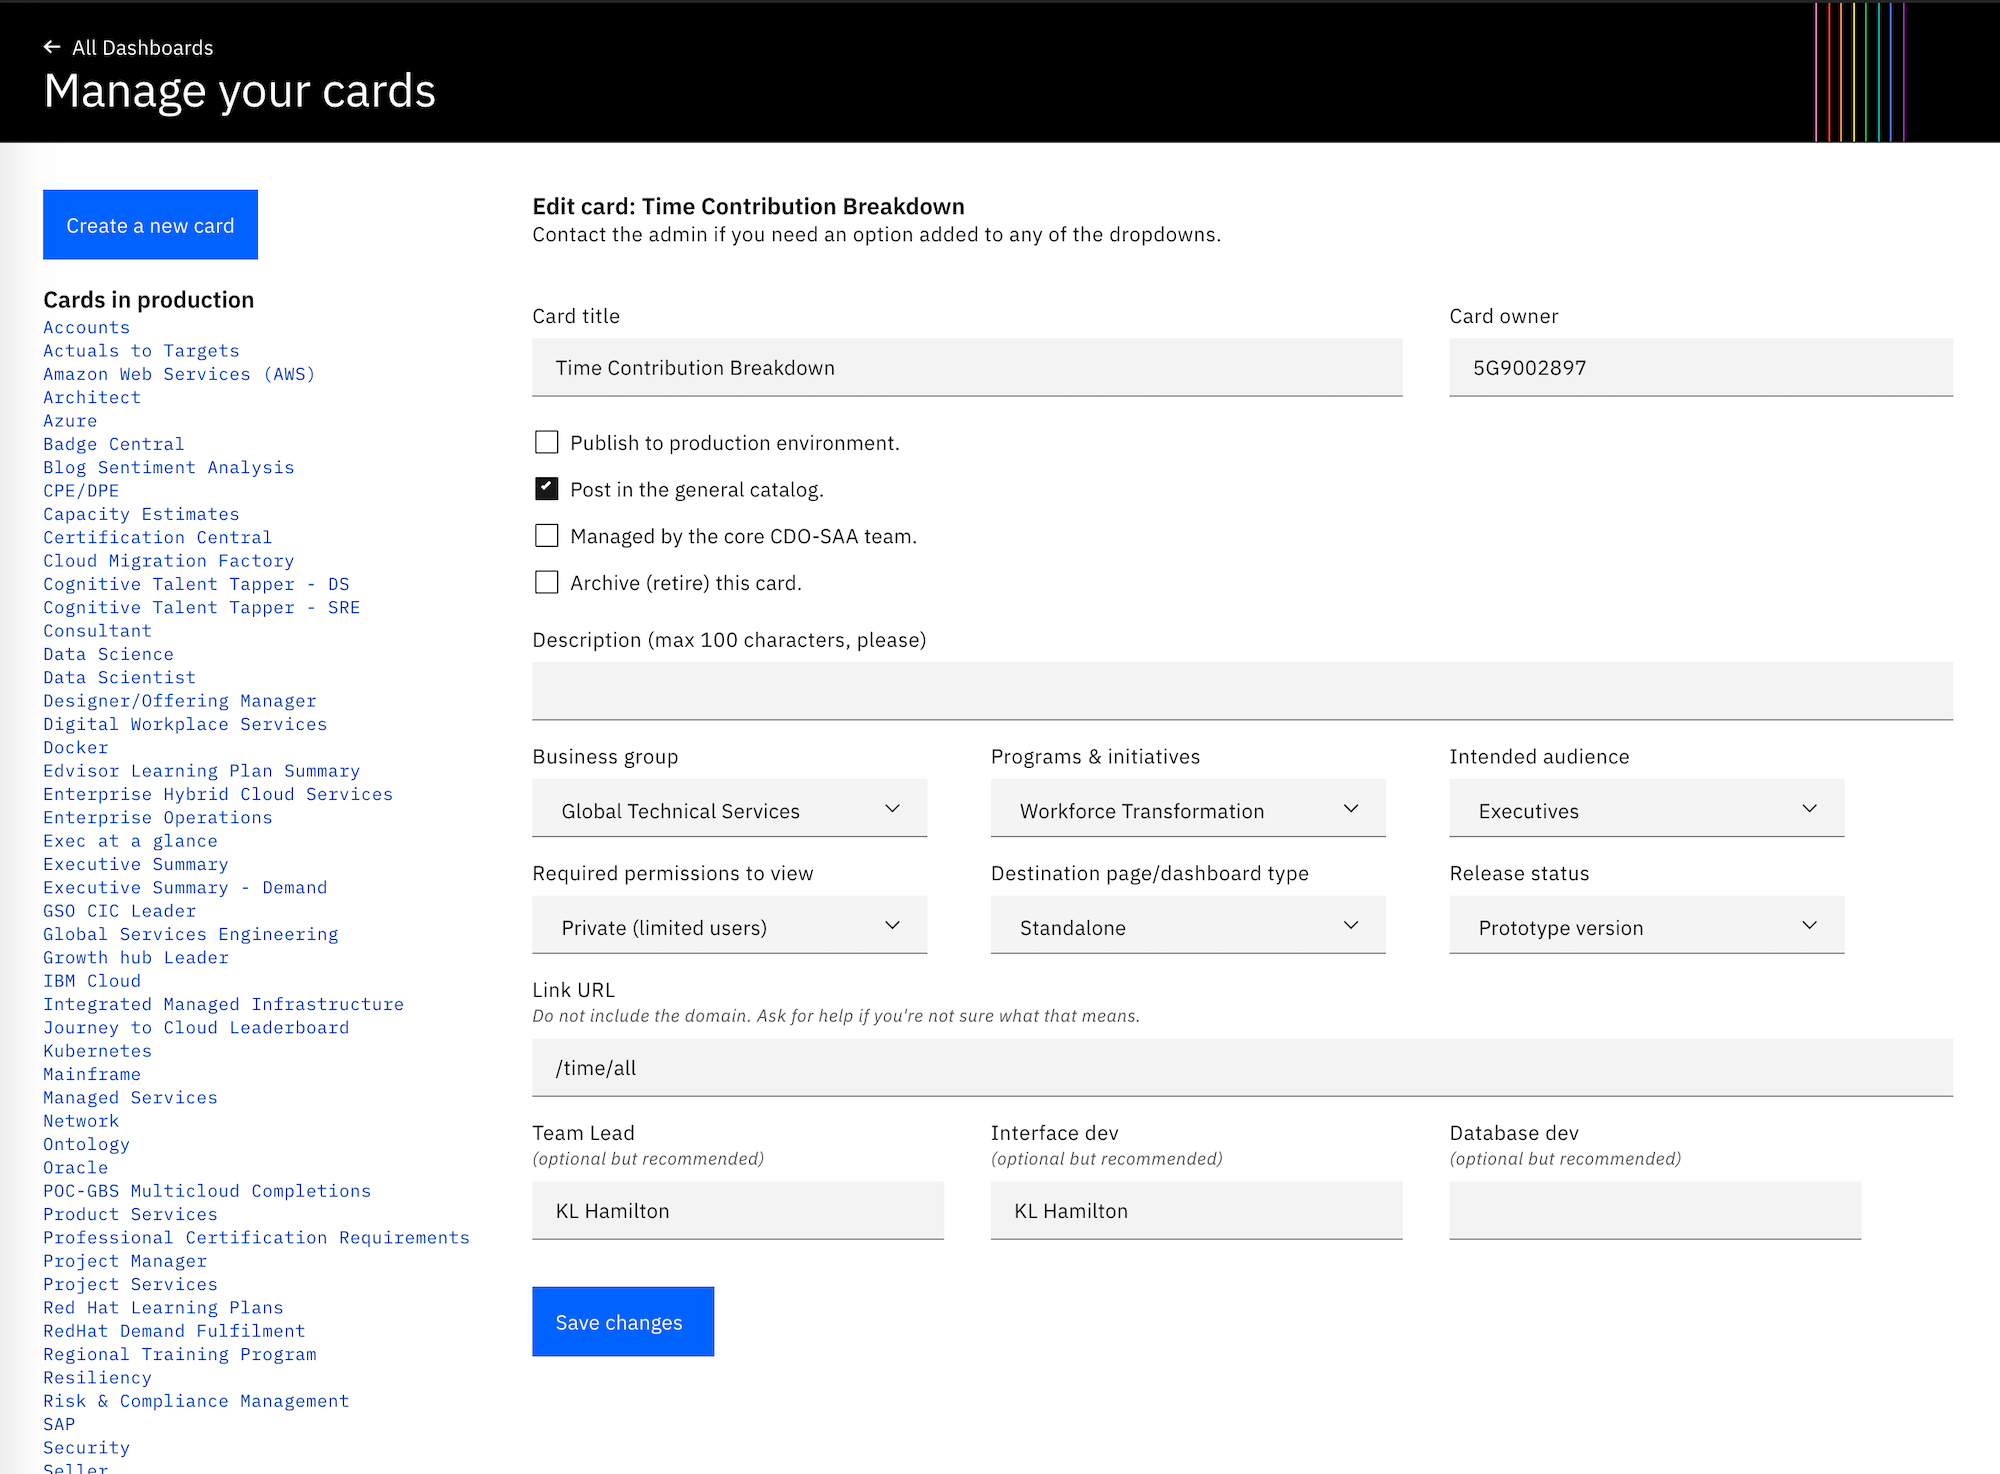 ← All Dashboards
Manage your cards
Create a new card
Cards in production
Accounts
Actuals to Targets
Amazon Web Services (AWS)
Architect
Azure
Badge Central
Blog Sentiment Analysis
CPE/DPE
Capacity Estimates
Certification Central
Cloud Migration Factory
Cognitive Talent Tapper - DS
Cognitive Talent Tapper - SRE
Consultant
Data Science
Data Scientist
Designer/Offering Manager
Digital Workplace Services
Docker
Edvisor Learning Plan Summary
Enterprise Hybrid Cloud Services
Enterprise Operations
Exec at a glance
Executive Summary
Executive Summary - Demand
GSO CIC Leader
Global Services Engineering
Growth hub Leader
IBM Cloud
Integrated Managed Infrastructure
Journey to Cloud Leaderboard
Kubernetes
Mainframe
Managed Services
Network
Ontology
Oracle
POC-GBS Multicloud Completions
Product Services
Professional Certification Requirements
Project Manager
Project Services
Red Hat Learning Plans
RedHat Demand Fulfilment
Regional Training Program
Resiliency
Risk & Compliance Management
SAP
Security
Seller
Edit card: Time Contribution Breakdown
Contact the admin if you need an option added to any of the dropdowns.
Card title
Time Contribution Breakdown
Card owner
5G9002897
Publish to production environment.
Post in the general catalog.
Managed by the core CDO-SAA team.
Archive (retire) this card.
Description (max 100 characters, please)
Business group
Global Technical Services
Programs & initiatives
Workforce Transformation
Intended audience
Executives
Required permissions to view
Private (limited users)
Destination page/dashboard type
Standalone
Release status
Prototype version
Link URL
Do not include the domain. Ask for help if you're not sure what that means.
/time/all
Team Lead
(optional but recommended)
KL Hamilton
Interface dev
(optional but recommended)
KL Hamilton
Database dev
(optional but recommended)
Save changes